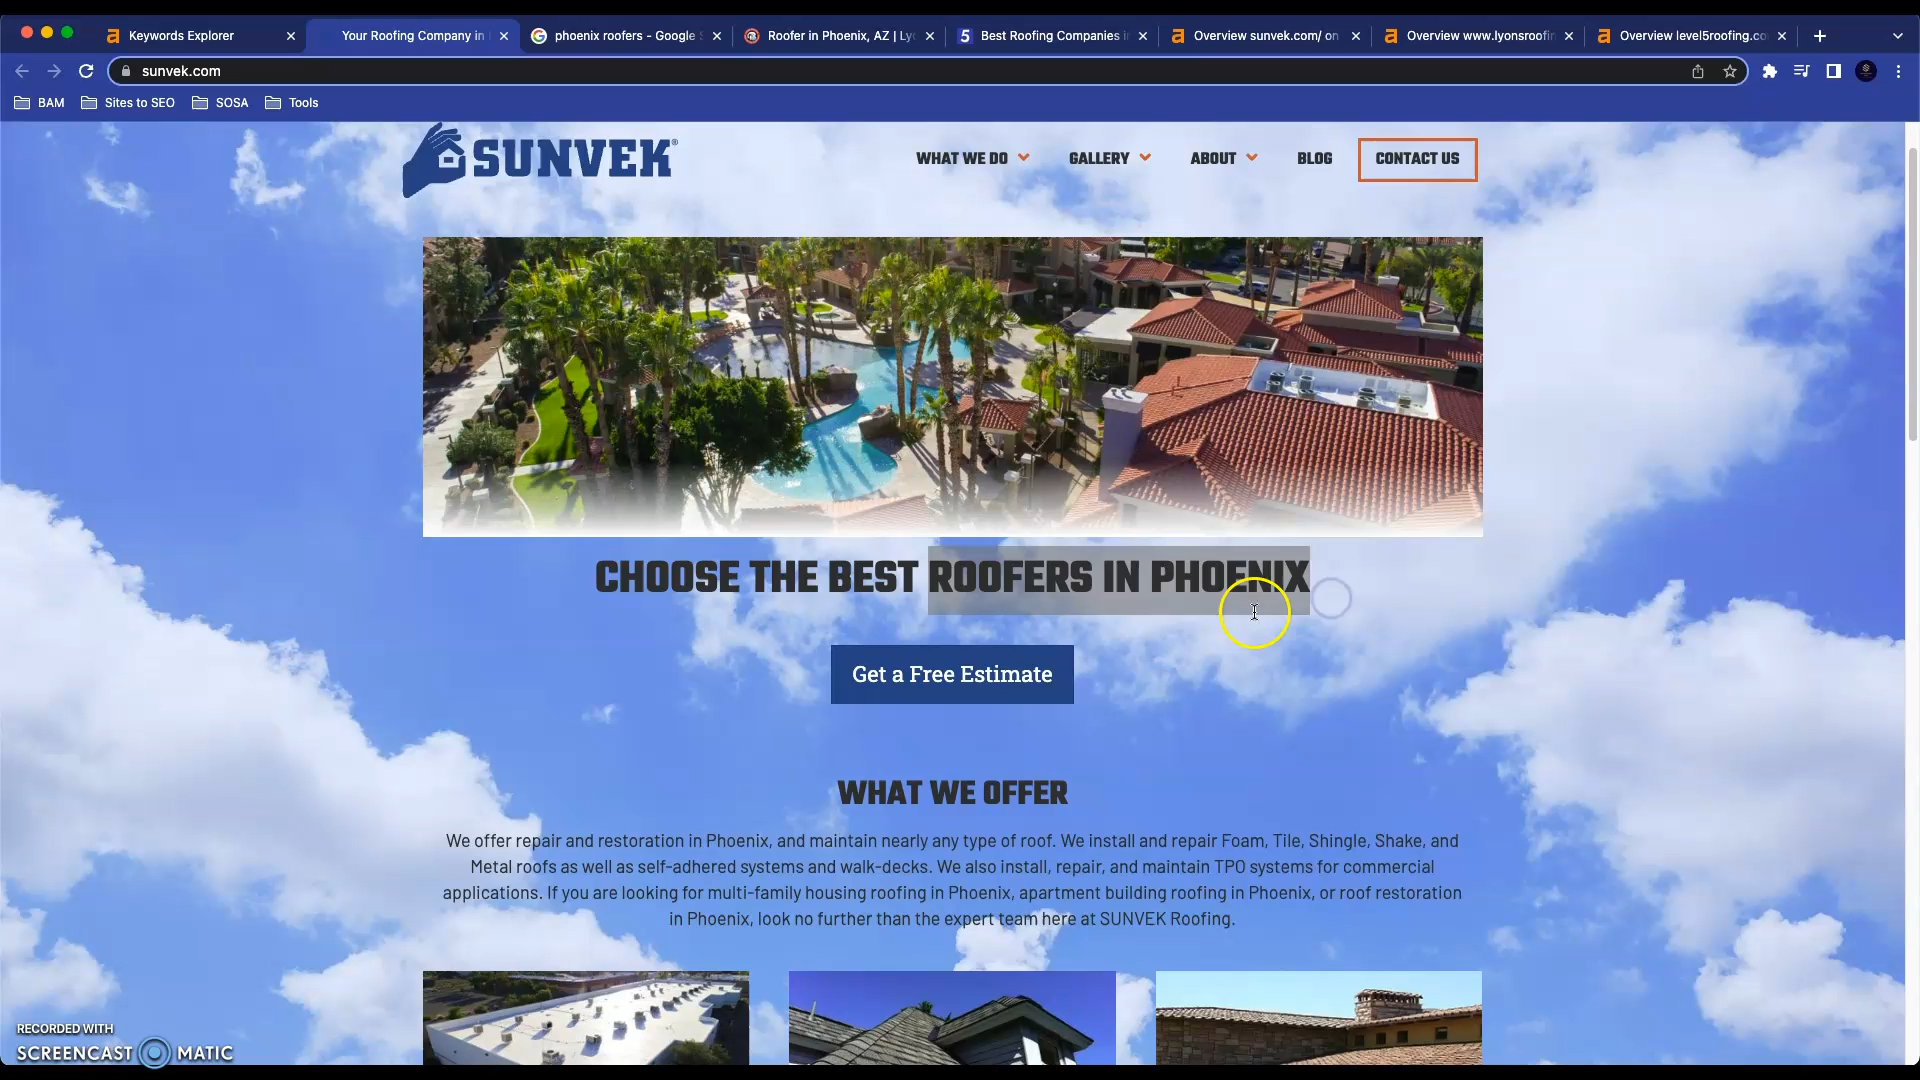 Keywords Explorer
Your Roofing Company in
phoenix roofers - Google S
Roofer in Phoenix, AZ | Ly
Best Roofing Companies i
Overview sunvek.com/ on
Overview www.lyonsroofin
Overview level5roofing.co
sunvek.com
BAM
Sites to SEO
SOSA
Tools
SUNVEK®
WHAT WE DO
GALLERY
ABOUT
BLOG
CONTACT US
CHOOSE THE BEST ROOFERS IN PHOENIX
Get a Free Estimate
WHAT WE OFFER
We offer repair and restoration in Phoenix, and maintain nearly any type of roof. We install and repair Foam, Tile, Shingle, Shake, and
Metal roofs as well as self-adhered systems and walk-decks. We also install, repair, and maintain TPO systems for commercial
applications. If you are looking for multi-family housing roofing in Phoenix, apartment building roofing in Phoenix, or roof restoration
in Phoenix, look no further than the expert team here at SUNVEK Roofing.
RECORDED WITH
SCREENCAST MATIC